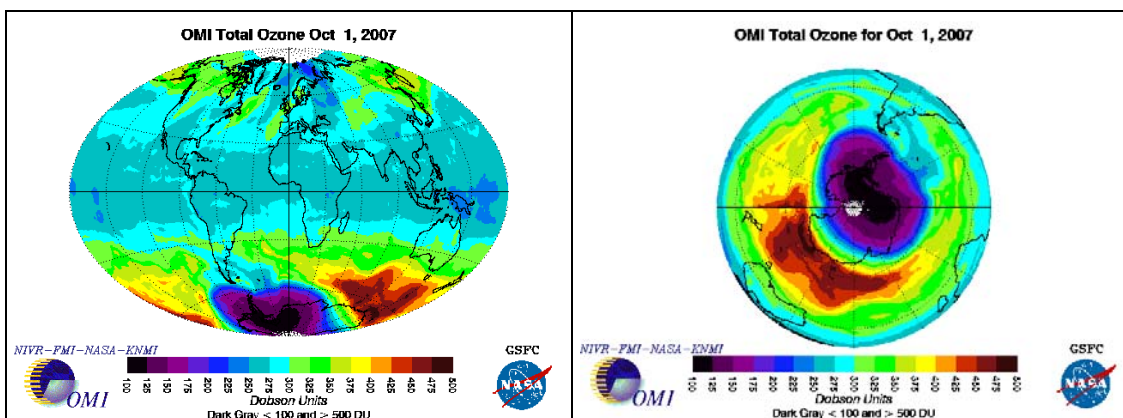 OMI Total Ozone Oct 1, 2007
NIVR-FMI-NASA-KNMI
GSFC
100 125 150 175 200 225 250 275 300 325 350 375 400 425 450 475 500
OMI
Dobson Units
NASA
Dark Gray < 100 and > 500 DU
OMI Total Ozone for Oct 1, 2007
NIVR-FMI-NASA-KNMI
GSFC
100 125 150 175 200 225 250 275 300 325 350 375 400 425 450 475 500
OMI
Dobson Units
NASA
Dark Gray < 100 and > 500 DU